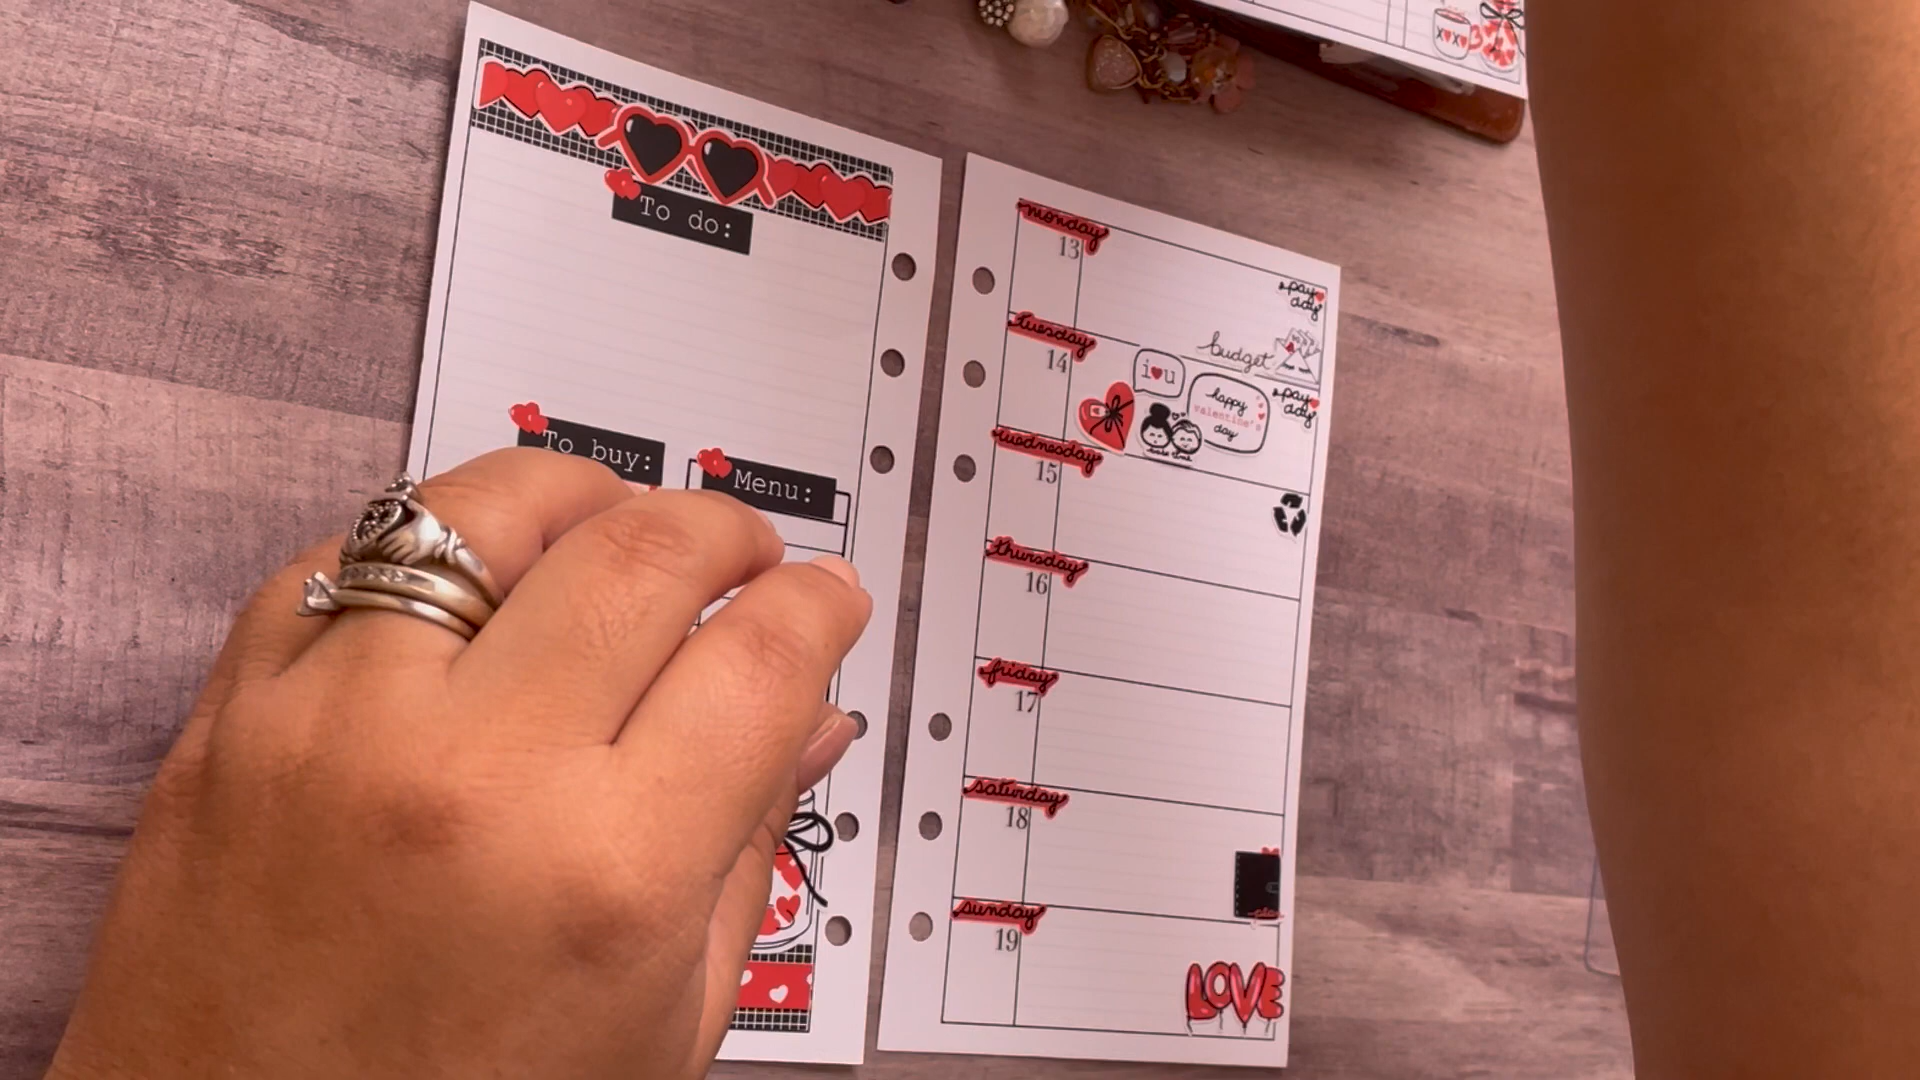 To do:
To buy:
Menu:
monday
13
pay
day
budget
tuesday
14
i♥u
happy
valentine's
day
pay
day
wednesday
15
thursday
16
friday
17
saturday
18
plan
sunday
19
LOVE
X♥X♥